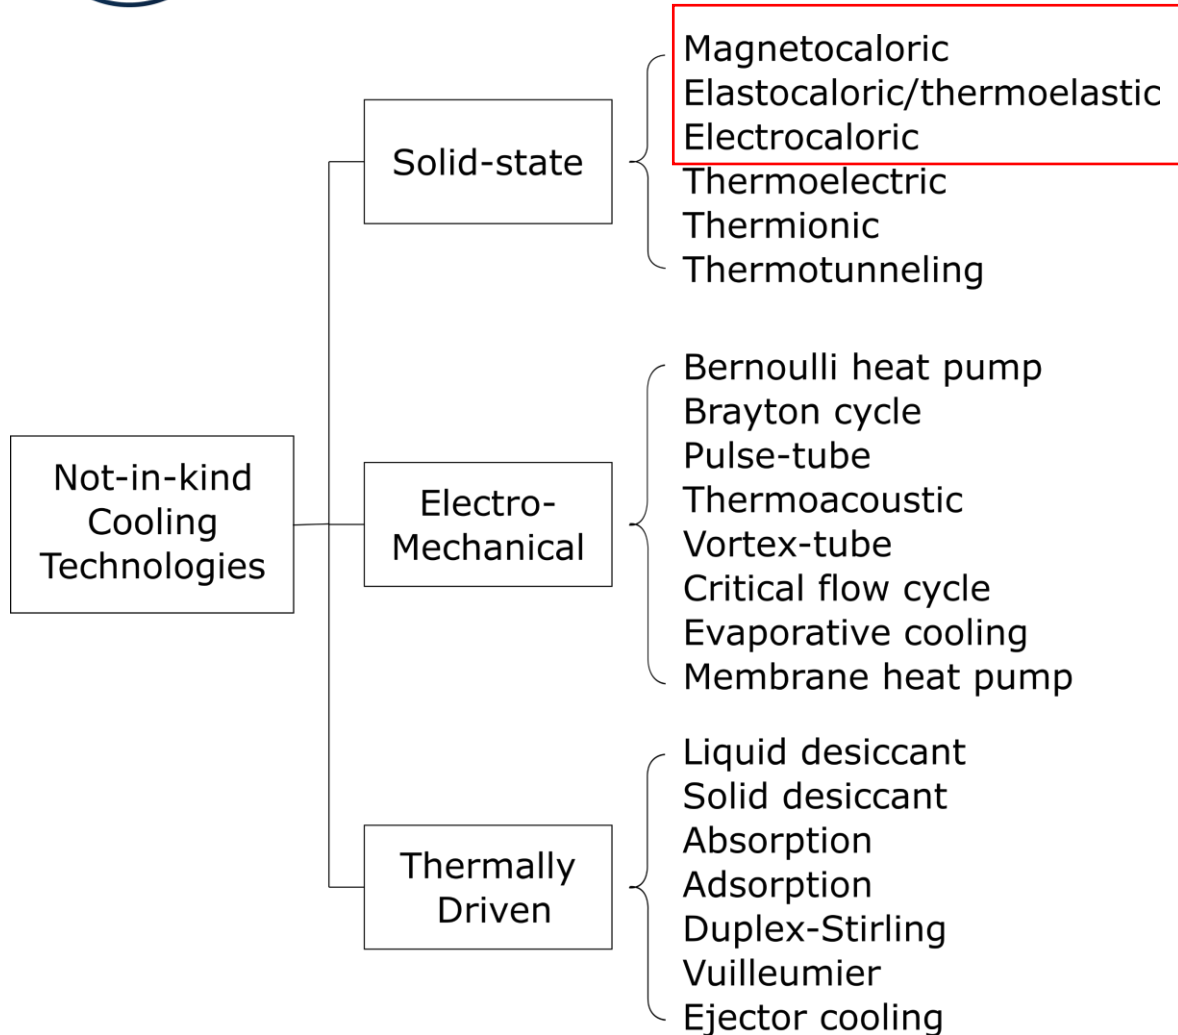 Not-in-kind
Cooling
Technologies
Solid-state
Magnetocaloric
Elastocaloric/thermoelastic
Electrocaloric
Thermoelectric
Thermionic
Thermotunneling
Electro-
Mechanical
Bernoulli heat pump
Brayton cycle
Pulse-tube
Thermoacoustic
Vortex-tube
Critical flow cycle
Evaporative cooling
Membrane heat pump
Thermally
Driven
Liquid desiccant
Solid desiccant
Absorption
Adsorption
Duplex-Stirling
Vuilleumier
Ejector cooling